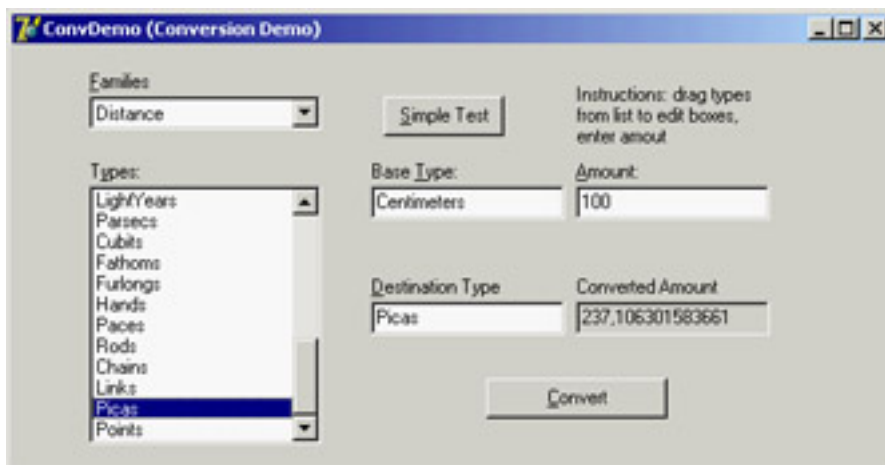 ConvDemo (Conversion Demo)
Families
Distance
Simple Test
Instructions: drag types
from list to edit boxes,
enter amout
Types:
LightYears
Parsecs
Cubits
Fathoms
Furlongs
Hands
Paces
Rods
Chains
Links
Picas
Points
Base Type:
Centimeters
Amount:
100
Destination Type
Picas
Converted Amount
237,106301583661
Convert